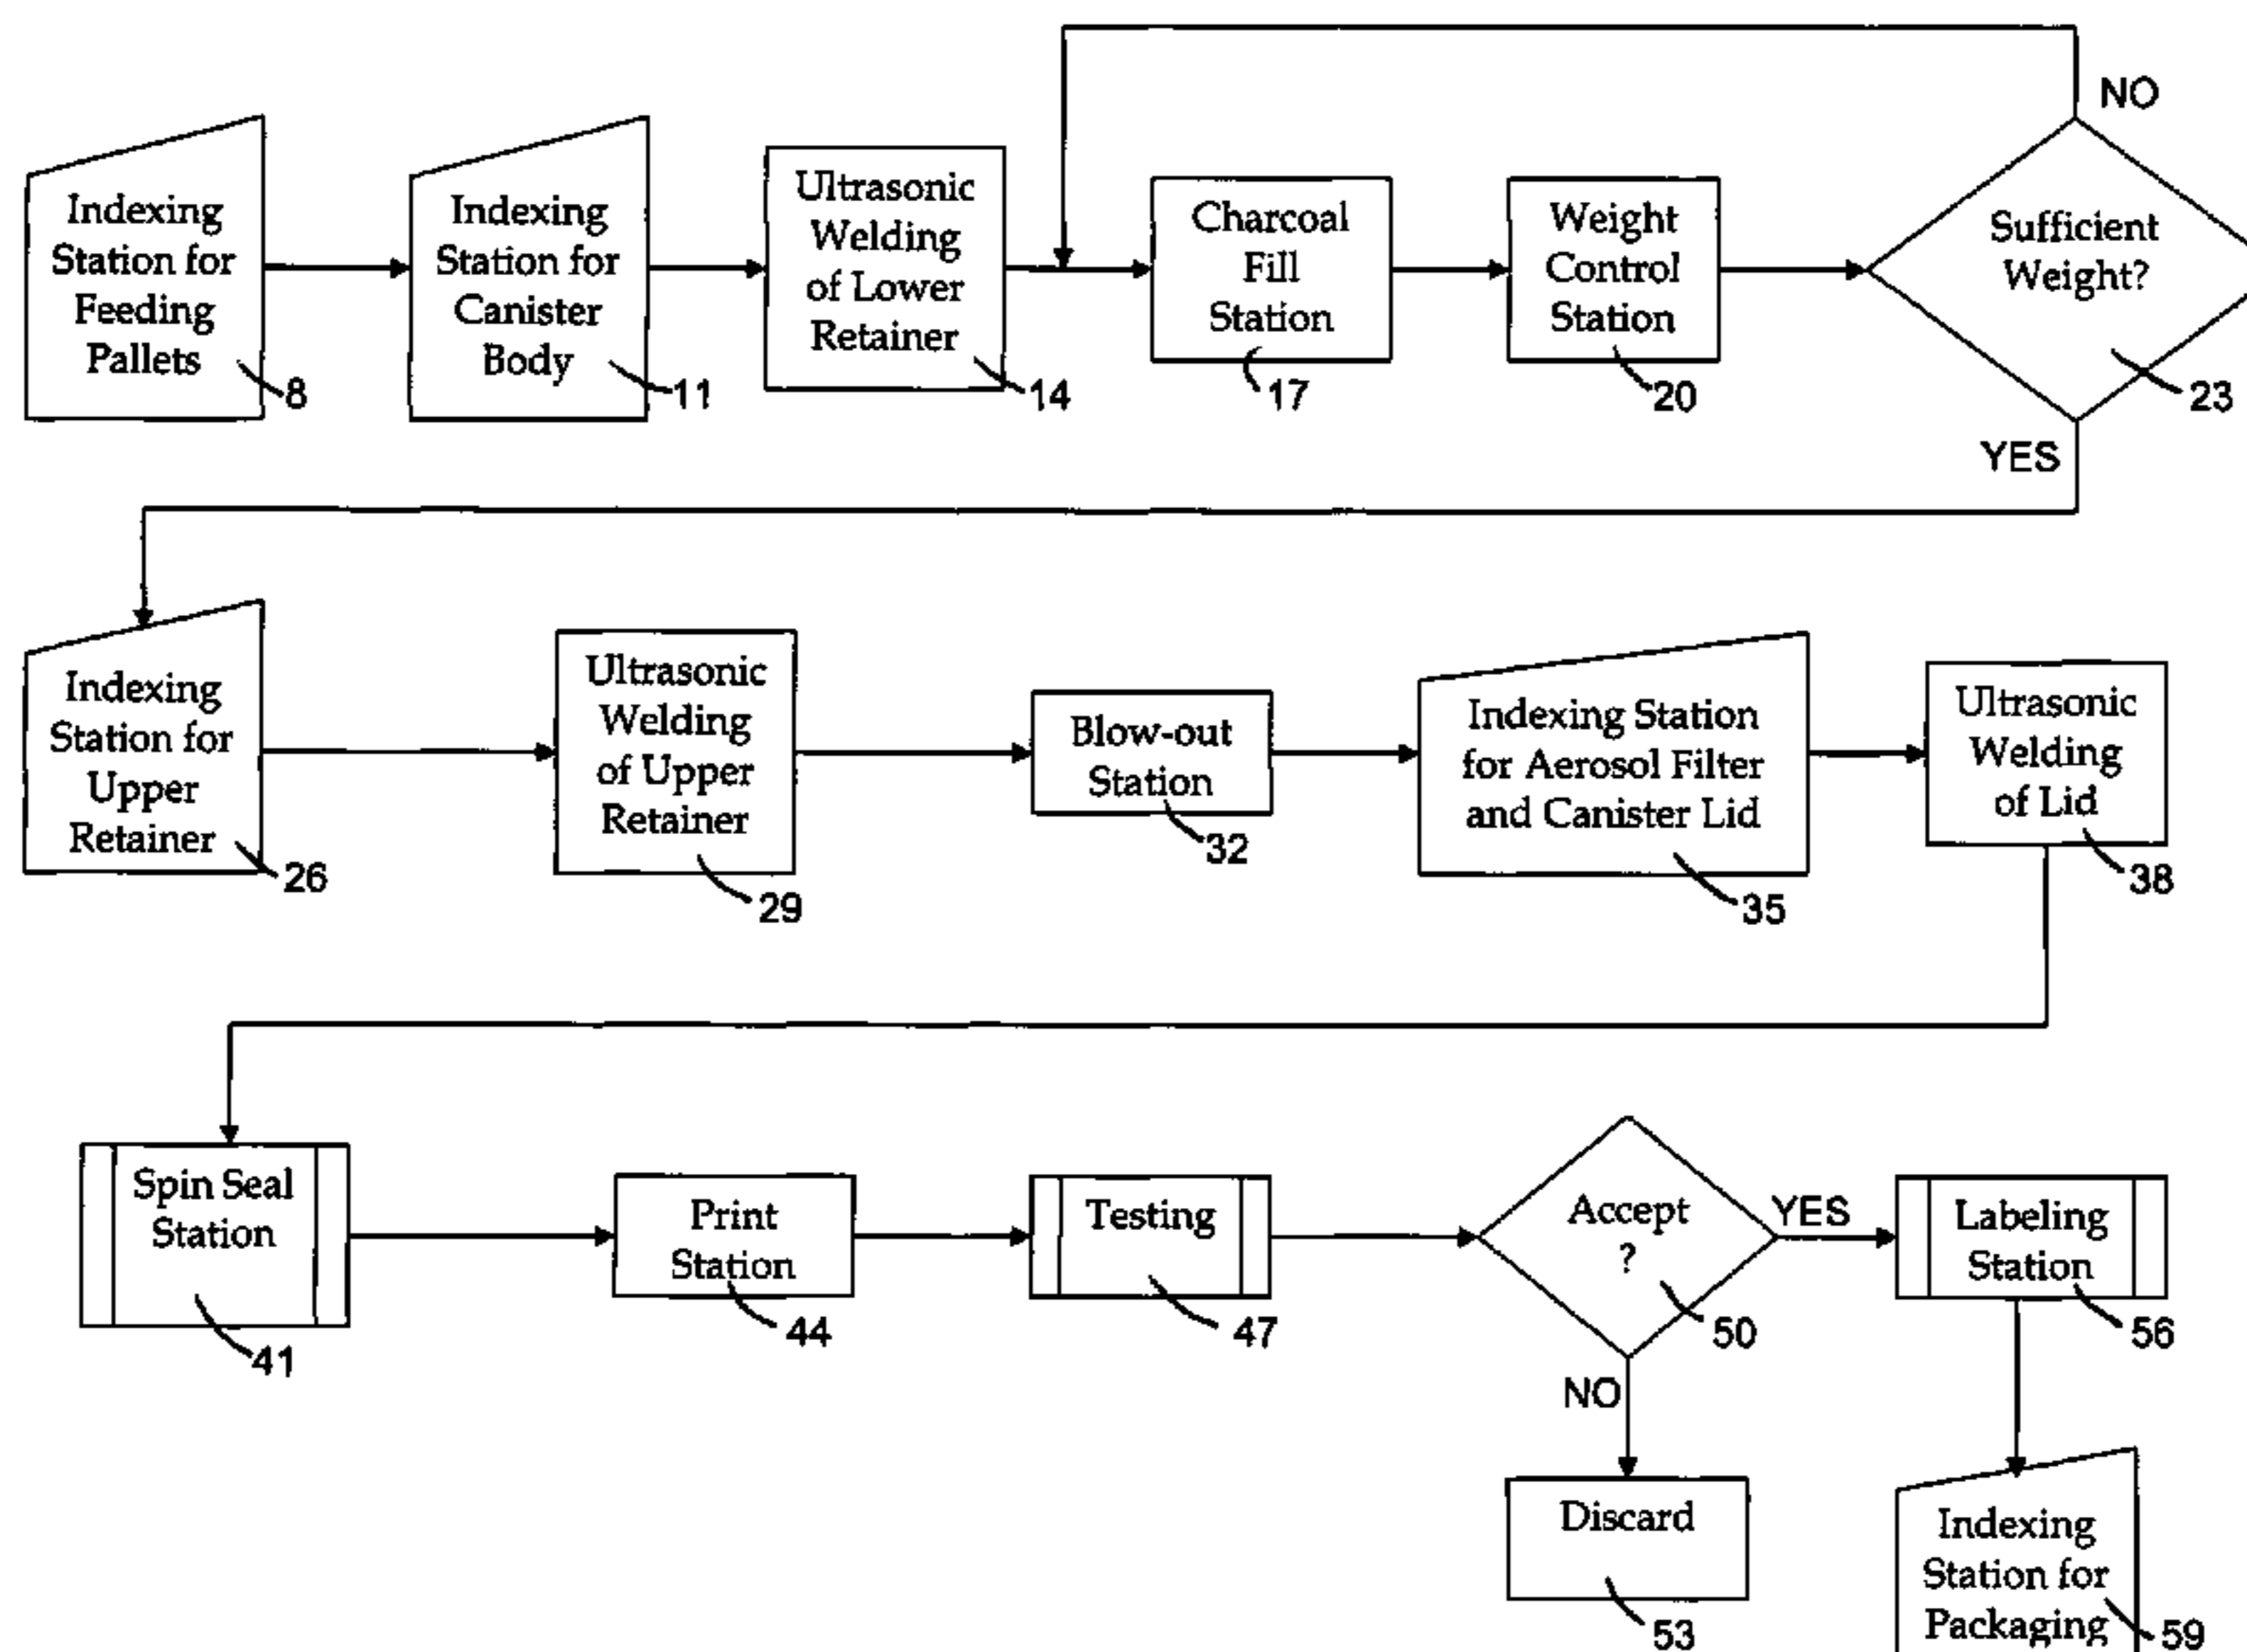 NO
Indexing
Station for
Feeding
Pallets
8
Indexing
Station for
Canister
Body
11
Ultrasonic
Welding
of Lower
Retainer
14
Charcoal
Fill
Station
17
Weight
Control
Station
20
Sufficient
Weight?
23
YES
Indexing
Station for
Upper
Retainer
26
Ultrasonic
Welding
of Upper
Retainer
29
Blow-out
Station
32
Indexing Station
for Aerosol Filter
and Canister Lid
35
Ultrasonic
Welding
of Lid
38
Spin Seal
Station
41
Print
Station
44
Testing
47
Accept
?
50
YES
Labeling
Station
56
NO
Discard
53
Indexing
Station for
Packaging
59